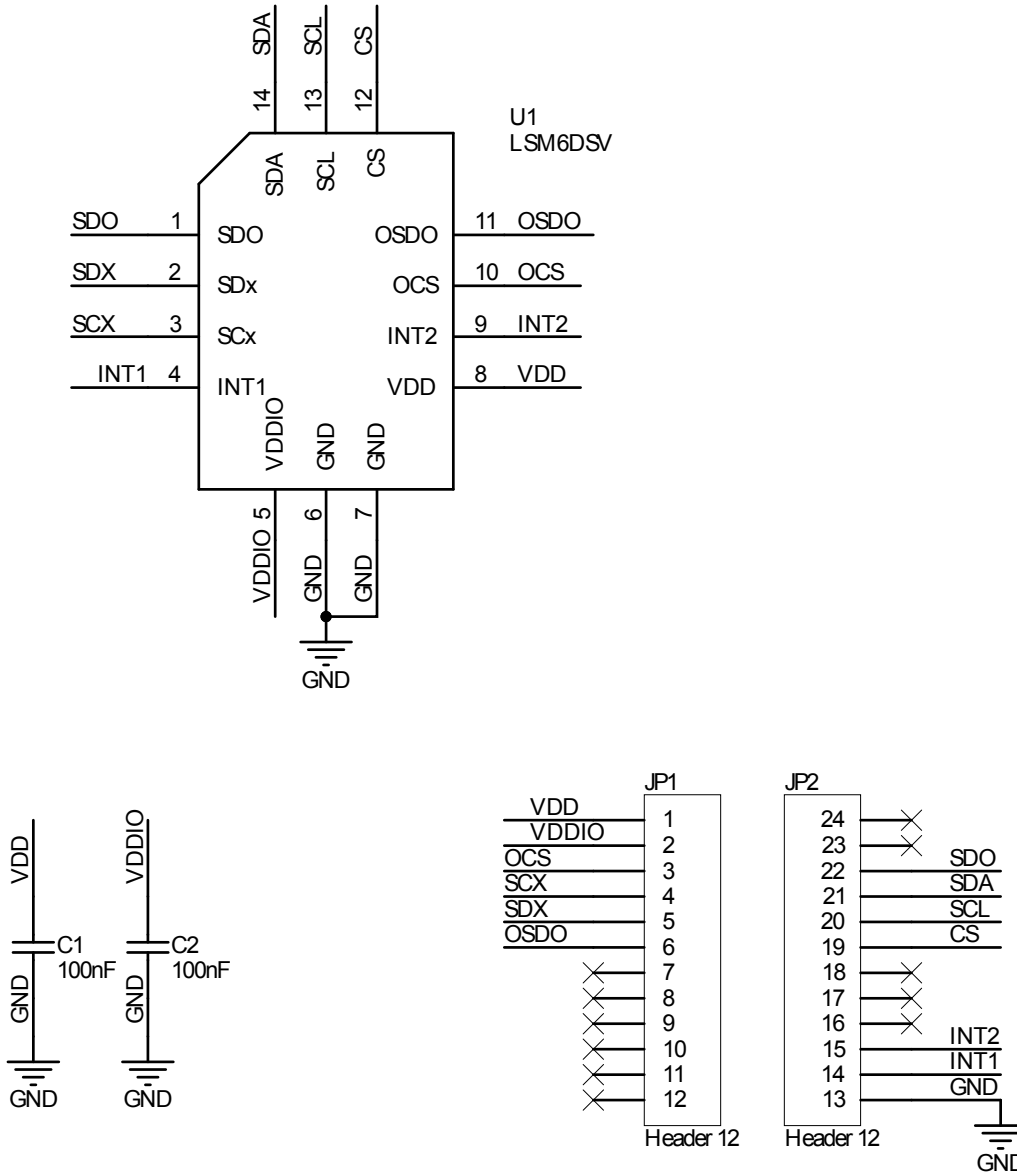 SDA
SCL
CS
14
13
12
U1
LSM6DSV
SDA
SCL
CS
SDO 1 SDO OSDO 11 OSDO
SDX 2 SDx OCS 10 OCS
SCX 3 SCx INT2 9 INT2
INT1 4 INT1 VDD 8 VDD
VDDIO
GND
GND
5
6
7
VDDIO
GND
GND
GND
VDD
C1
100nF
GND
GND
VDDIO
C2
100nF
GND
GND
JP1
VDD 1
VDDIO 2
OCS 3
SCX 4
SDX 5
OSDO 6
7
8
9
10
11
12
Header 12
JP2
24
23
22 SDO
21 SDA
20 SCL
19 CS
18
17
16
15 INT2
14 INT1
13 GND
Header 12
GND